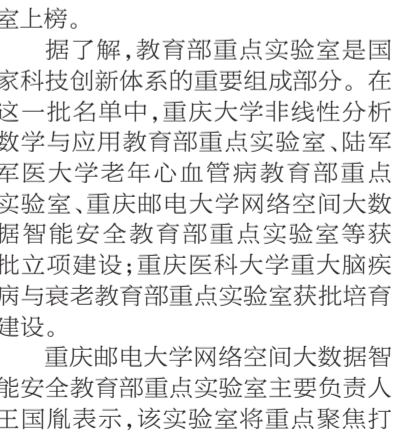 室上榜。
据了解,教育部重点实验室是国
家科技创新体系的重要组成部分。在
这一批名单中,重庆大学非线性分析
数学与应用教育部重点实验室、陆军
军医大学老年心血管病教育部重点
实验室、重庆邮电大学网络空间大数
据智能安全教育部重点实验室等获
批立项建设;重庆医科大学重大脑疾
病与衰老教育部重点实验室获批培育
建设。
重庆邮电大学网络空间大数据智
能安全教育部重点实验室主要负责人
王国胤表示,该实验室将重点聚焦打